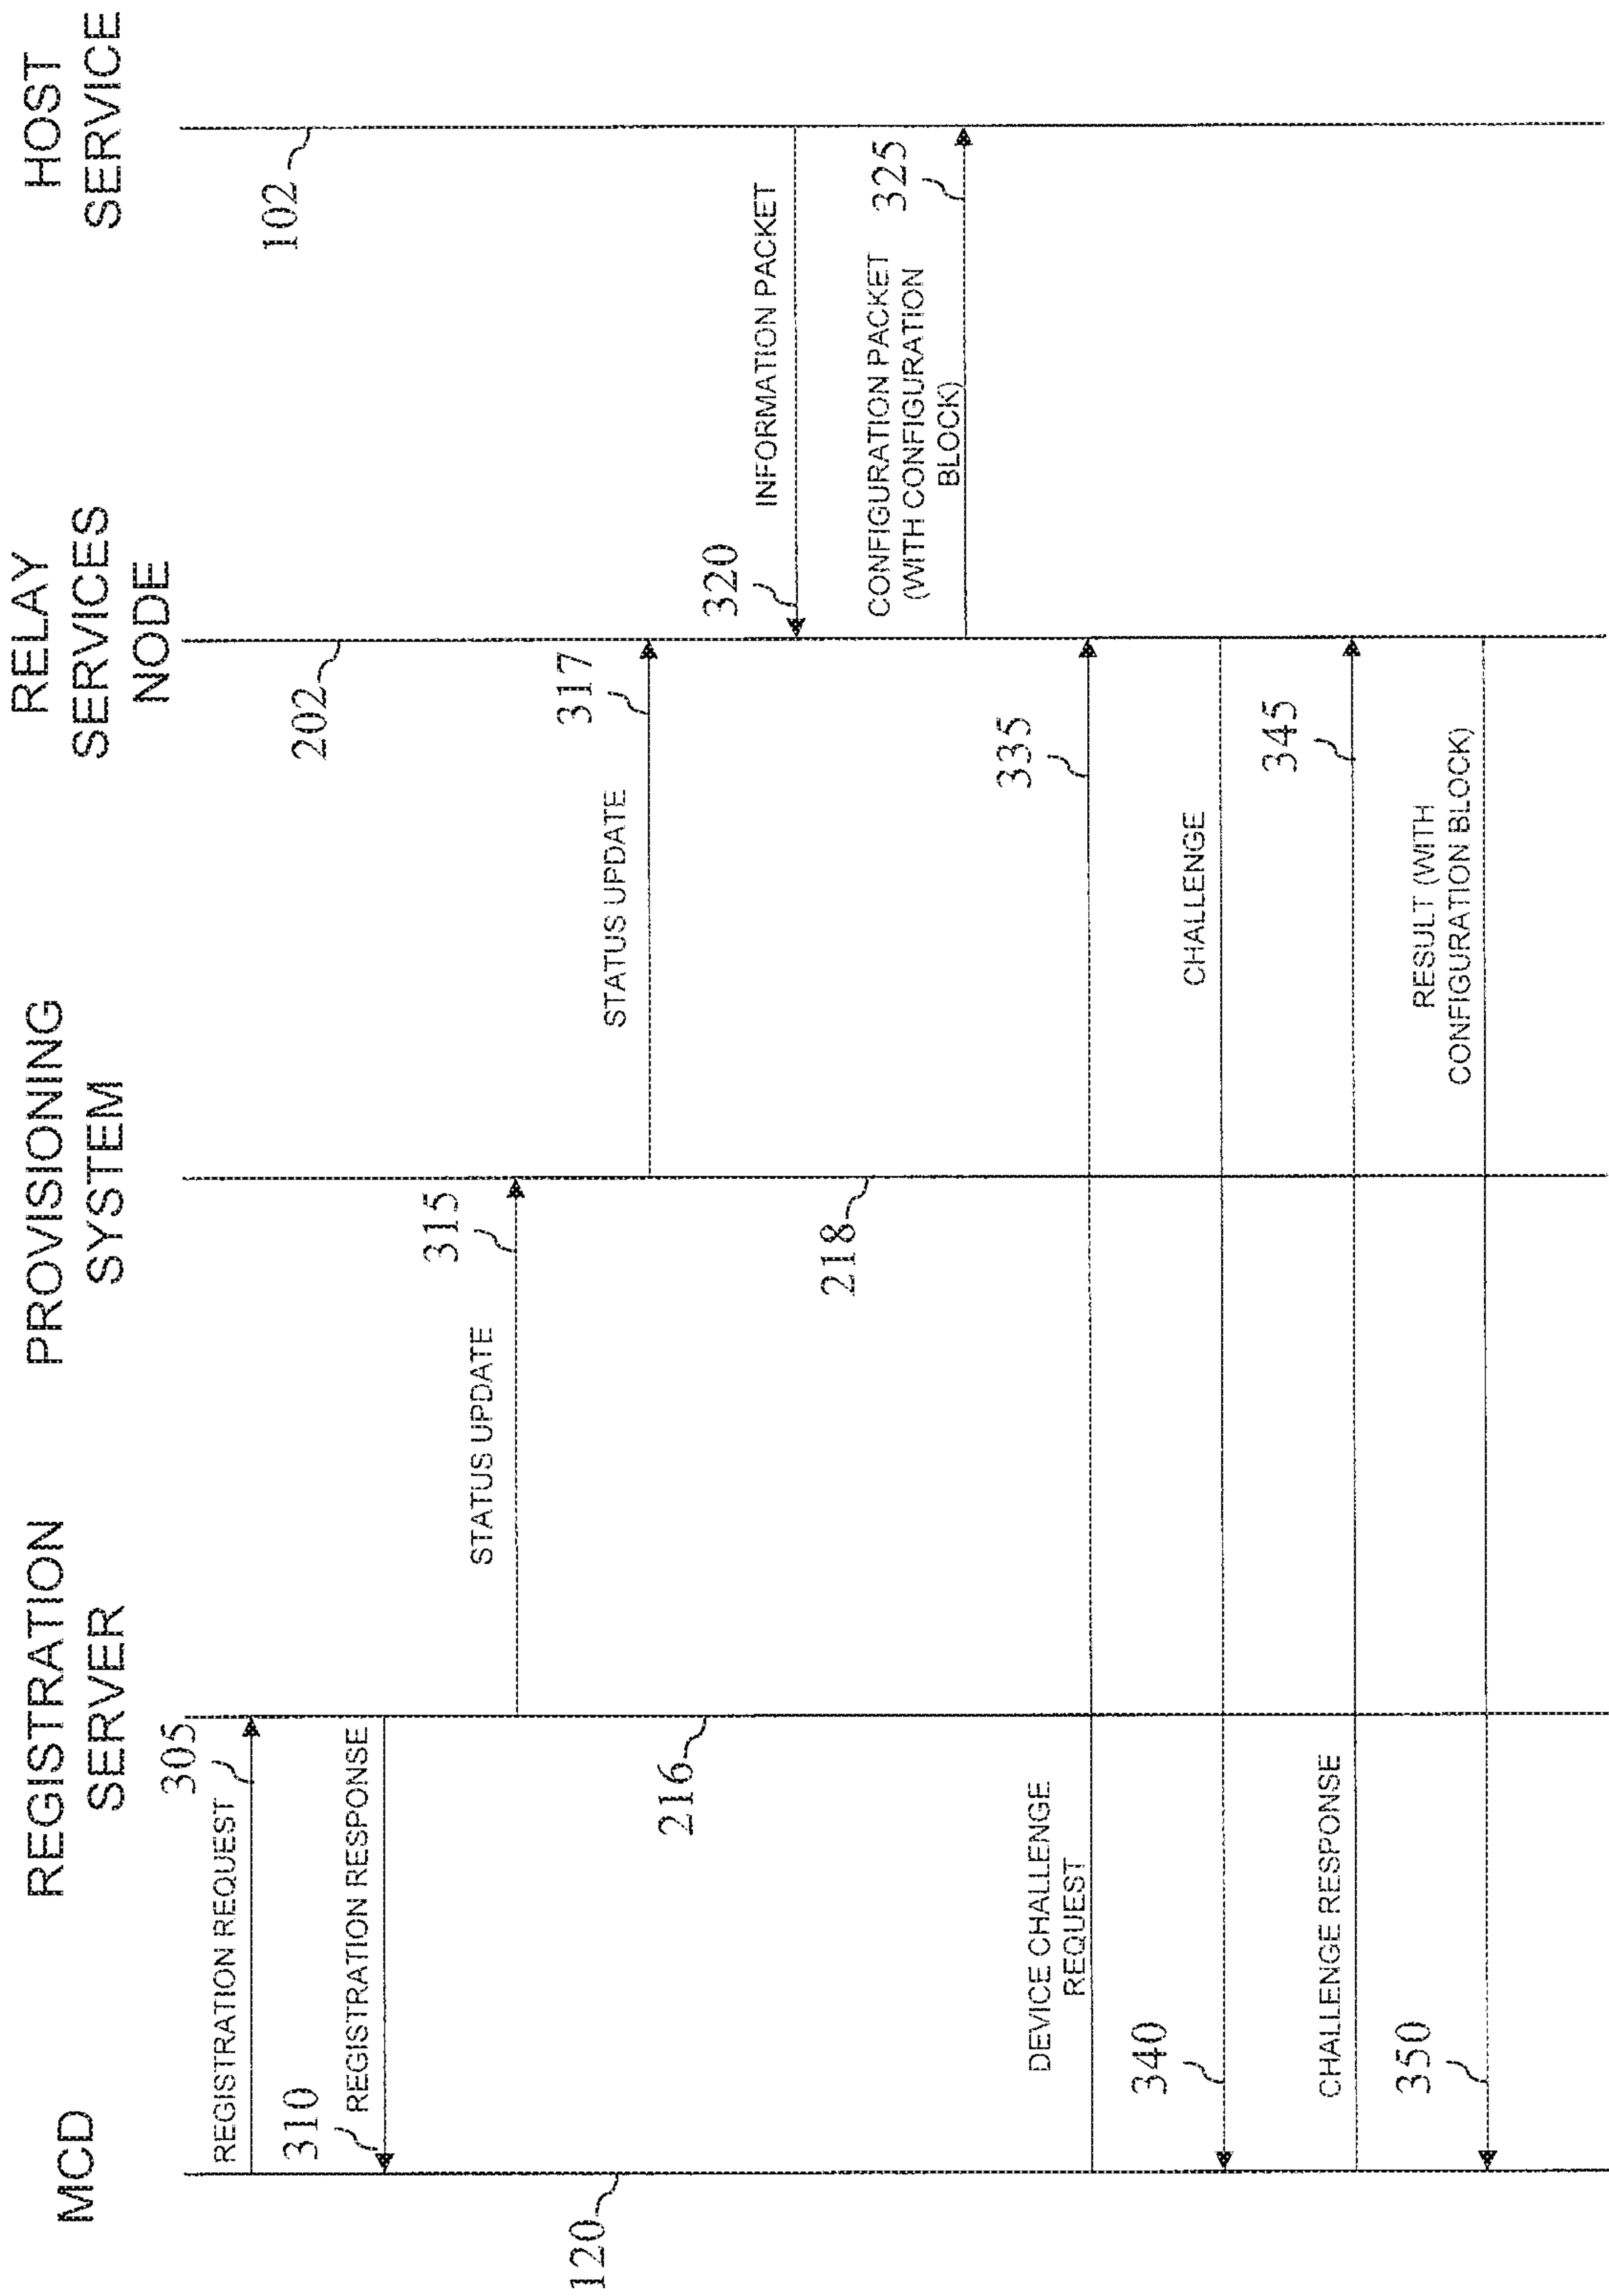 MCD
REGISTRATION
SERVER
PROVISIONING
SYSTEM
RELAY
SERVICES
NODE
HOST
SERVICE
305
REGISTRATION REQUEST
310
REGISTRATION RESPONSE
102
202
STATUS UPDATE
315
STATUS UPDATE
317
120
216
218
INFORMATION PACKET
320
CONFIGURATION PACKET
(WITH CONFIGURATION
BLOCK)
325
DEVICE CHALLENGE
REQUEST
335
340
CHALLENGE
CHALLENGE RESPONSE
345
350
RESULT (WITH
CONFIGURATION BLOCK)